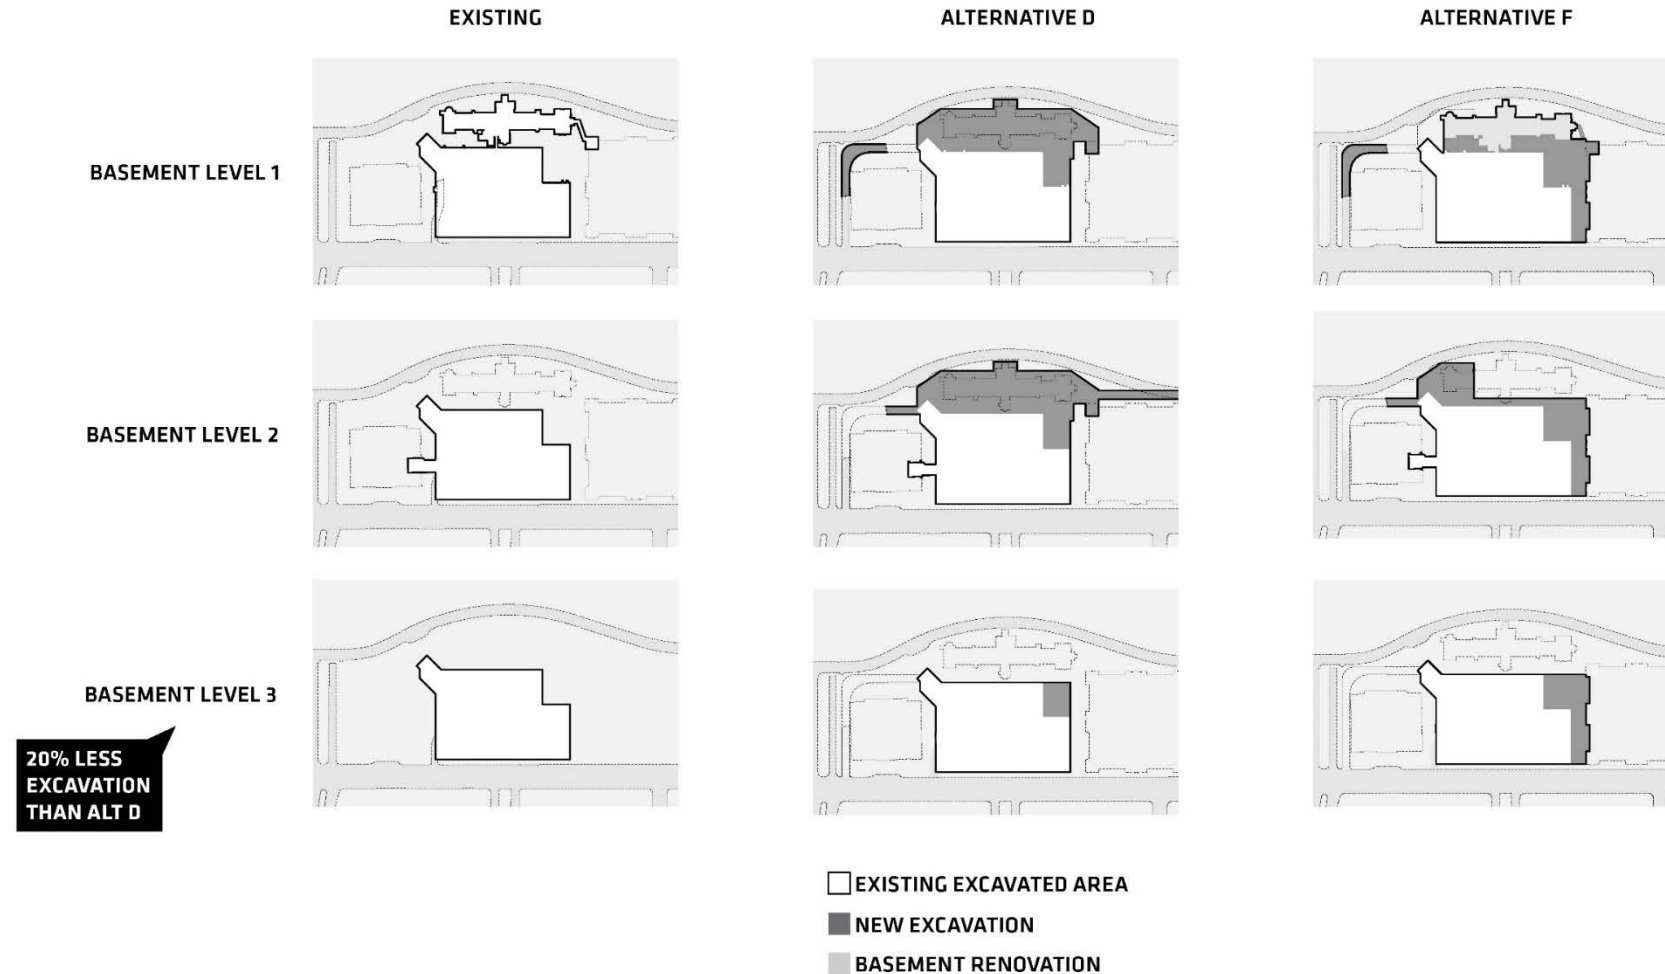 EXISTING
ALTERNATIVE D
ALTERNATIVE F
BASEMENT LEVEL 1
BASEMENT LEVEL 2
BASEMENT LEVEL 3
20% LESS
EXCAVATION
THAN ALT D
EXISTING EXCAVATED AREA
NEW EXCAVATION
BASEMENT RENOVATION